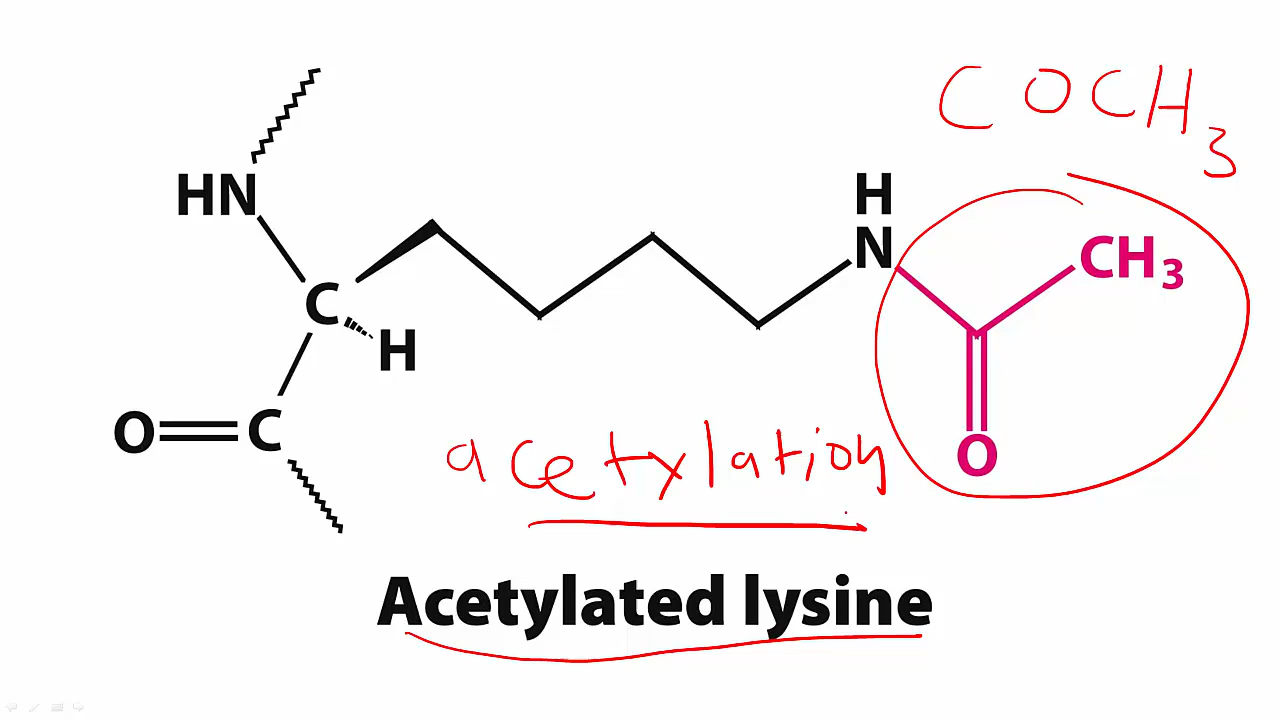 COCH3
HN
H
N
CH3
C
H
O
C
O
acetylation
Acetylated lysine